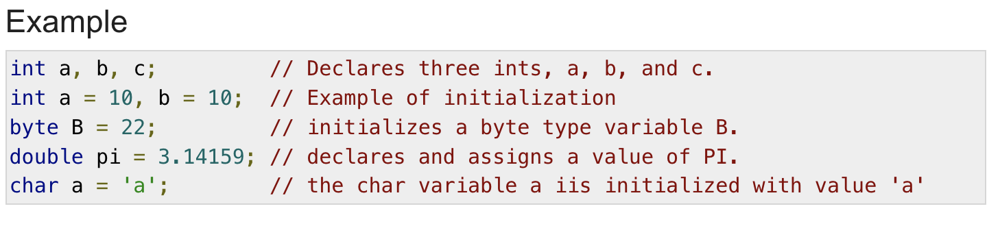 Example
int a, b, c;         // Declares three ints, a, b, and c.
int a = 10, b = 10;  // Example of initialization
byte B = 22;         // initializes a byte type variable B.
double pi = 3.14159; // declares and assigns a value of PI.
char a = 'a';        // the char variable a iis initialized with value 'a'